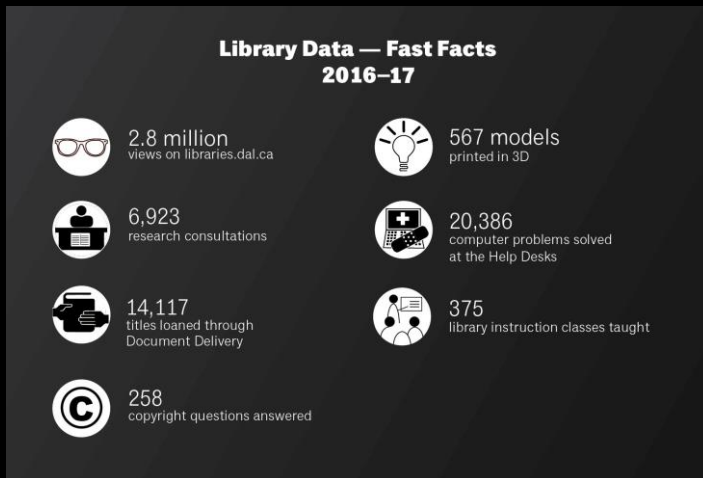 Library Data — Fast Facts
2016–17
2.8 million
views on libraries.dal.ca
6,923
research consultations
14,117
titles loaned through
Document Delivery
258
copyright questions answered
567 models
printed in 3D
20,386
computer problems solved
at the Help Desks
375
library instruction classes taught